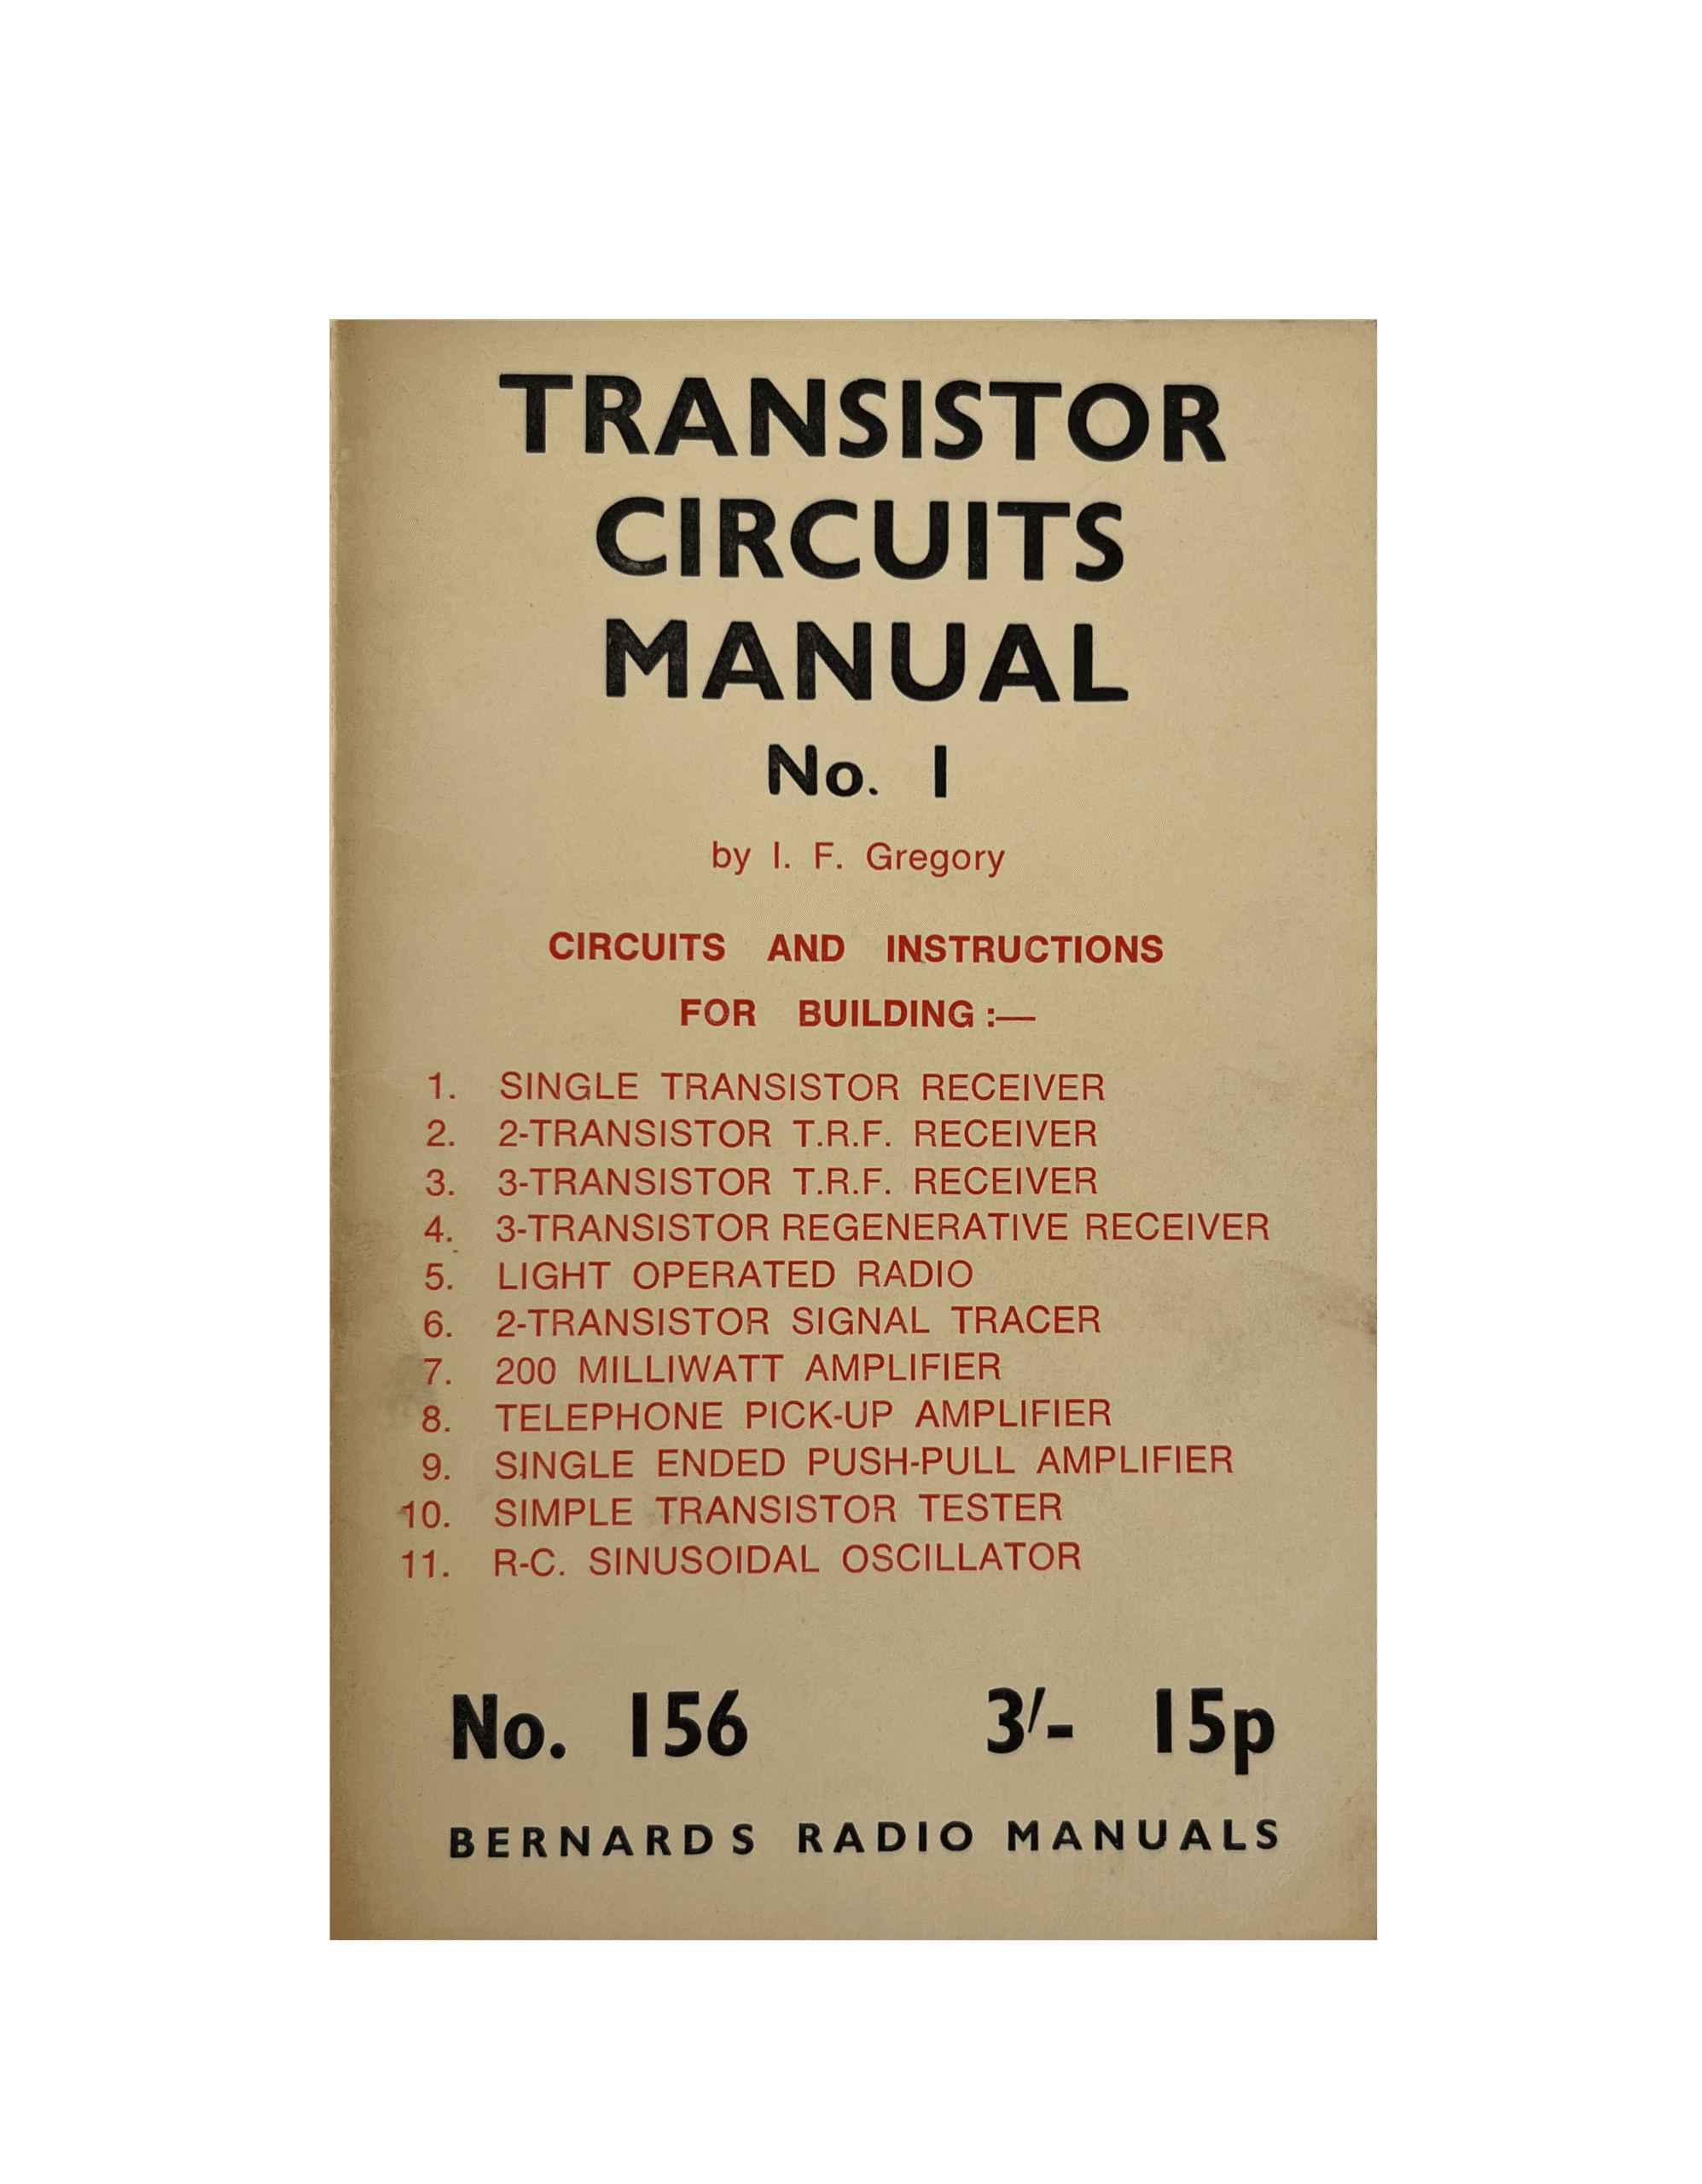 TRANSISTOR
CIRCUITS
MANUAL
No. 1
by I. F. Gregory
CIRCUITS AND INSTRUCTIONS
FOR BUILDING :—
1. SINGLE TRANSISTOR RECEIVER
2. 2-TRANSISTOR T.R.F. RECEIVER
3. 3-TRANSISTOR T.R.F. RECEIVER
4. 3-TRANSISTOR REGENERATIVE RECEIVER
5. LIGHT OPERATED RADIO
6. 2-TRANSISTOR SIGNAL TRACER
7. 200 MILLIWATT AMPLIFIER
8. TELEPHONE PICK-UP AMPLIFIER
9. SINGLE ENDED PUSH-PULL AMPLIFIER
10. SIMPLE TRANSISTOR TESTER
11. R-C. SINUSOIDAL OSCILLATOR
No. 156 3/- 15p
BERNARDS RADIO MANUALS